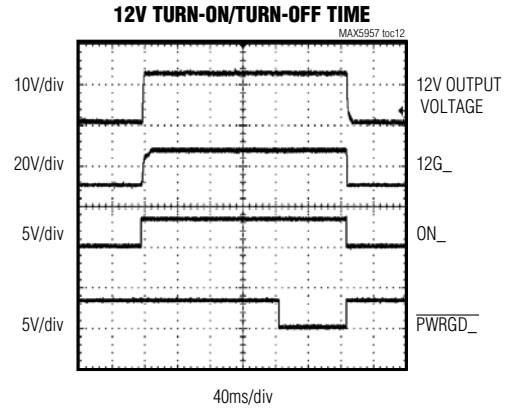 12V TURN-ON/TURN-OFF TIME
MAX5957 toc12
10V/div
12V OUTPUT
VOLTAGE
20V/div
12G_
5V/div
ON_
5V/div
PWRGD_
40ms/div